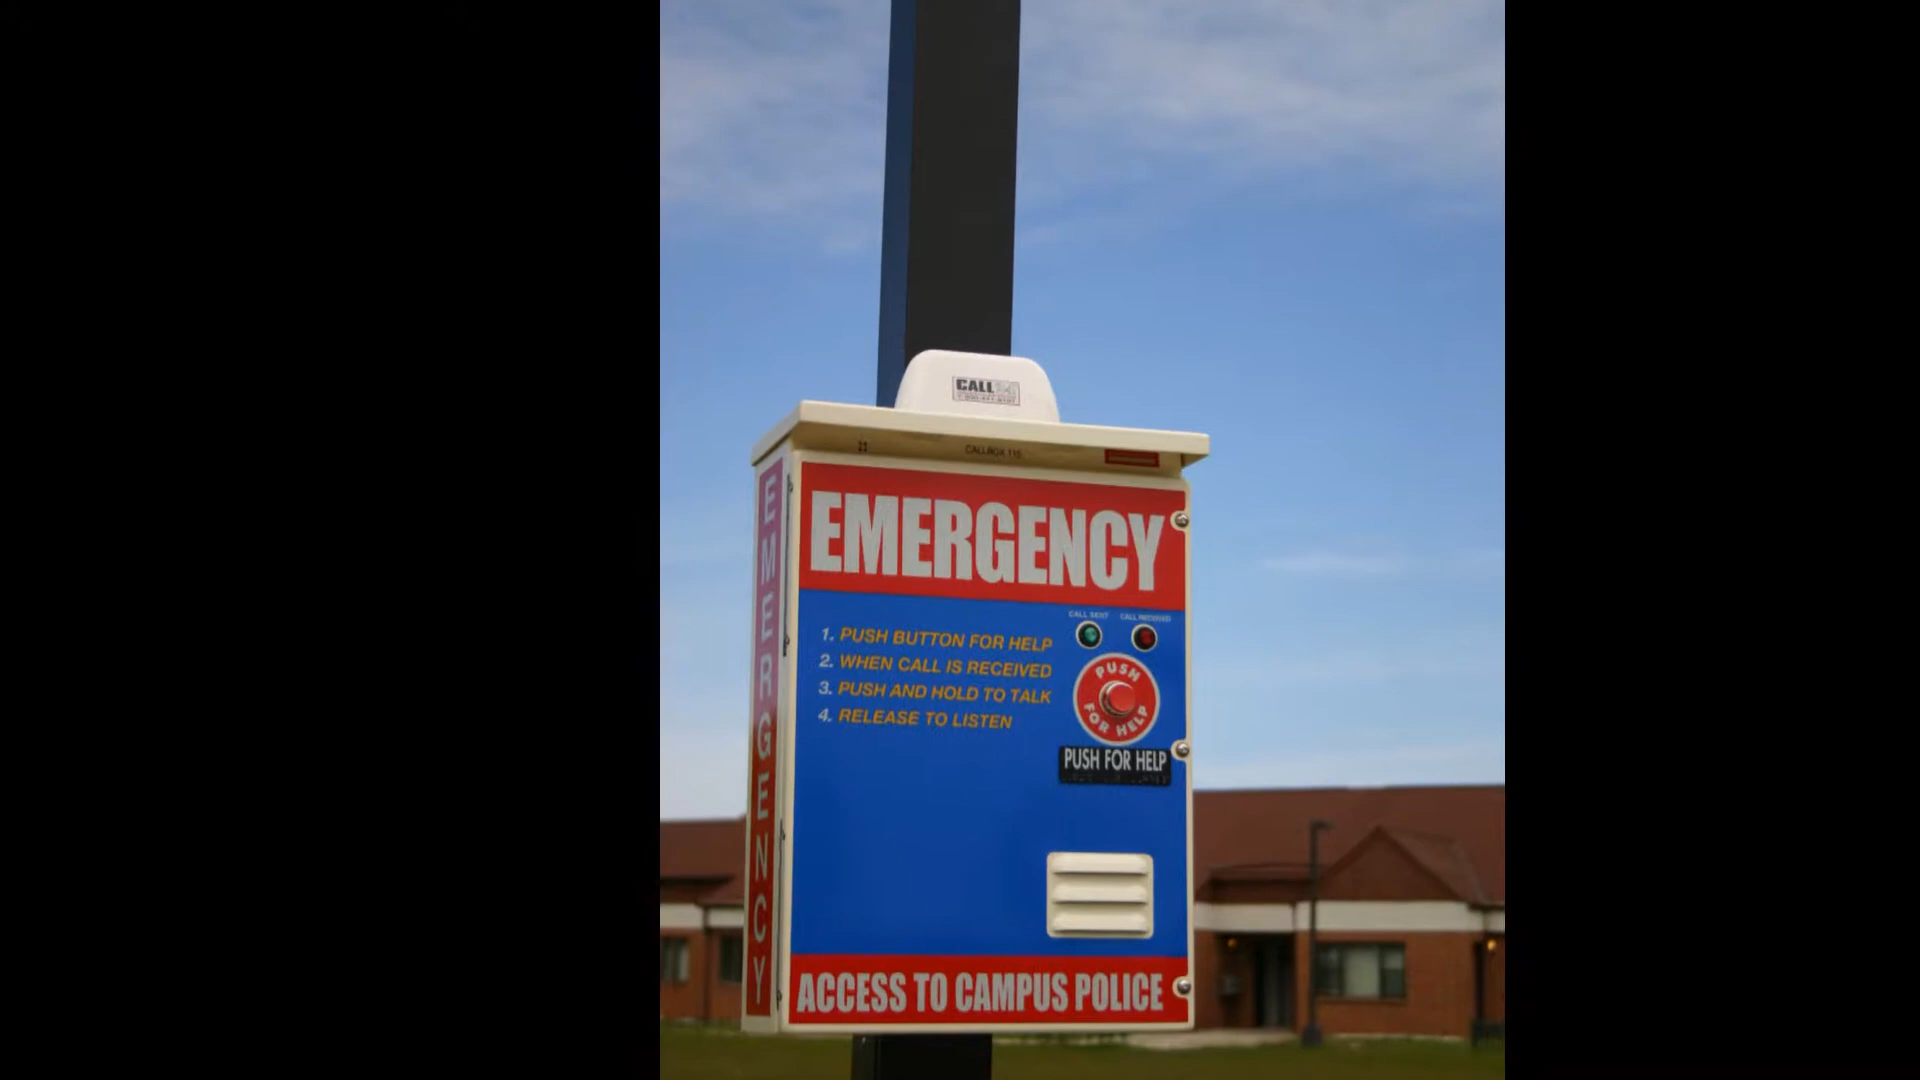 CALL
CALLBOX 115
EMERGENCY
EMERGENCY
CALL SENT CALL RECEIVED
1. PUSH BUTTON FOR HELP
2. WHEN CALL IS RECEIVED
3. PUSH AND HOLD TO TALK
4. RELEASE TO LISTEN
PUSH
FOR HELP
PUSH FOR HELP
ACCESS TO CAMPUS POLICE